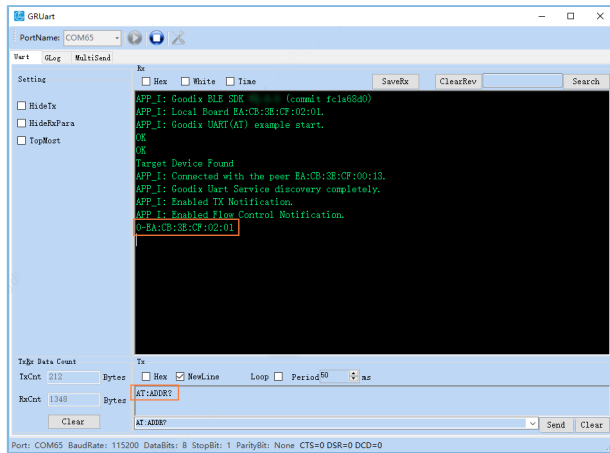 GRUart
PortName: COM65
Uart GLog MultiSend
Setting
HideTx
HideRxPara
TopMost
Rx
Hex White Time SaveRx ClearRev Search
APP_I: Goodix BLE SDK (commit fc1a68d0)
APP_I: Local Board EA:CB:3E:CF:02:01.
APP_I: Goodix UART(AT) example start.
OK
OK
Target Device Found
APP_I: Connected with the peer EA:CB:3E:CF:00:13.
APP_I: Goodix Uart Service discovery completely.
APP_I: Enabled TX Notification.
APP_I: Enabled Flow Control Notification.
0-EA:CB:3E:CF:02:01
Tx&Rx Data Count
TxCnt 212 Bytes
RxCnt 1348 Bytes
Clear
Tx
Hex NewLine Loop Period 50 ms
AT:ADDR?
AT:ADDR? Send Clear
Port: COM65 BaudRate: 115200 DataBits: 8 StopBit: 1 ParityBit: None CTS=0 DSR=0 DCD=0